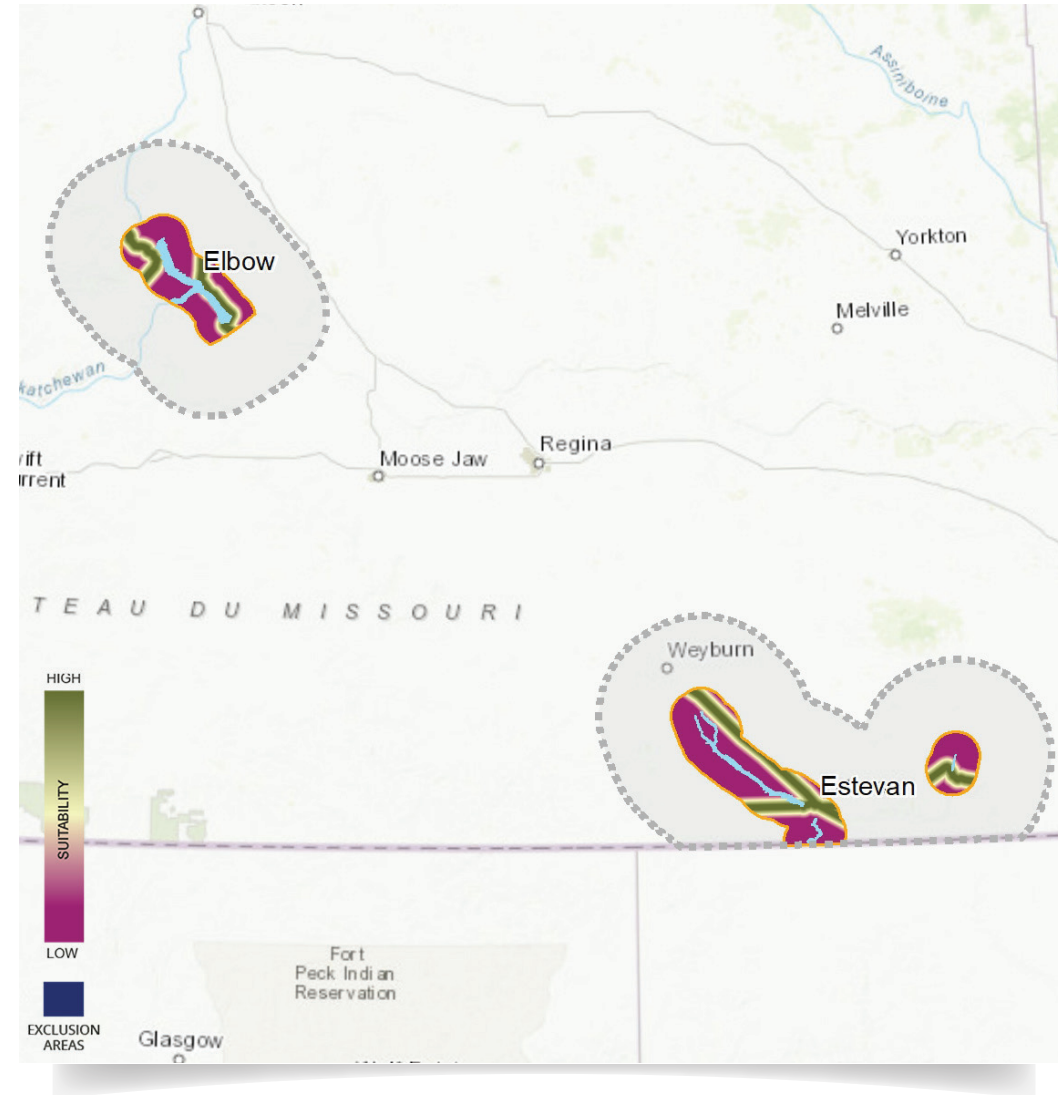 Assiniboine
Yorkton
Elbow
Melville
katchewan
Regina
Moose Jaw
ift
urrent
TEAU DU MISSOURI
Weyburn
HIGH
Estevan
SUITABILITY
LOW
Fort
Peck Indian
Reservation
EXCLUSION
AREAS
Glasgow